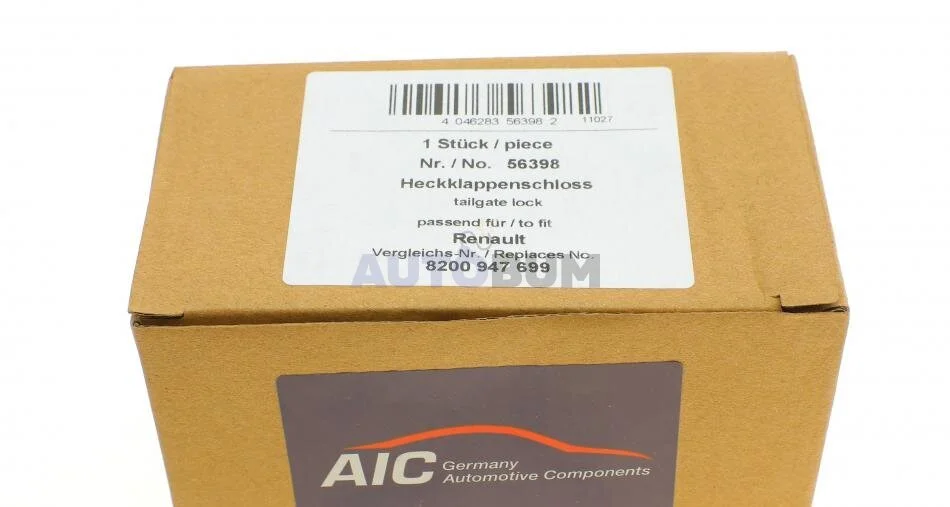 4 046283 56398 2 11027
1 Stück / piece
Nr. / No. 56398
Heckklappenschloss
tailgate lock
passend für / to fit
Renault
Vergleichs-Nr. / Replaces No.
8200 947 699
AUTOBUM
AIC Germany
Automotive Components